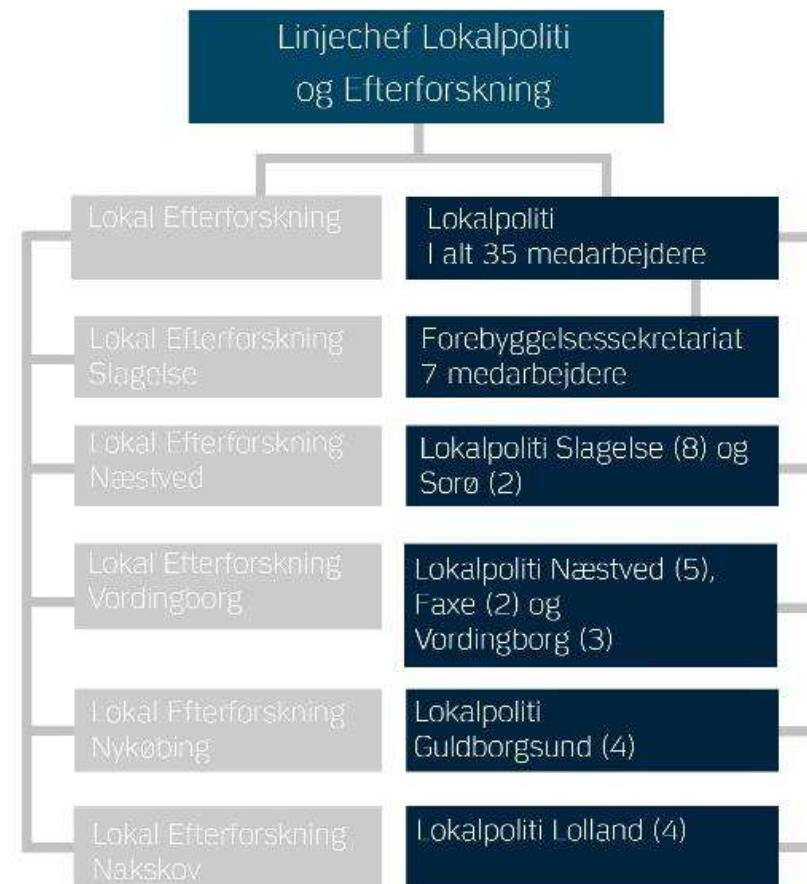 Linjechef Lokalpoliti
og Efterforskning
Lokal Efterforskning
Lokalpoliti
I alt 35 medarbejdere
Lokal Efterforskning
Slagelse
Forebyggelsessekretariat
7 medarbejdere
Lokal Efterforskning
Næstved
Lokalpoliti Slagelse (8) og
Sorø (2)
Lokal Efterforskning
Vordingborg
Lokalpoliti Næstved (5),
Faxe (2) og
Vordingborg (3)
Lokal Efterforskning
Nykøbing
Lokalpoliti
Guldborgsund (4)
Lokal Efterforskning
Nakskov
Lokalpoliti Lolland (4)